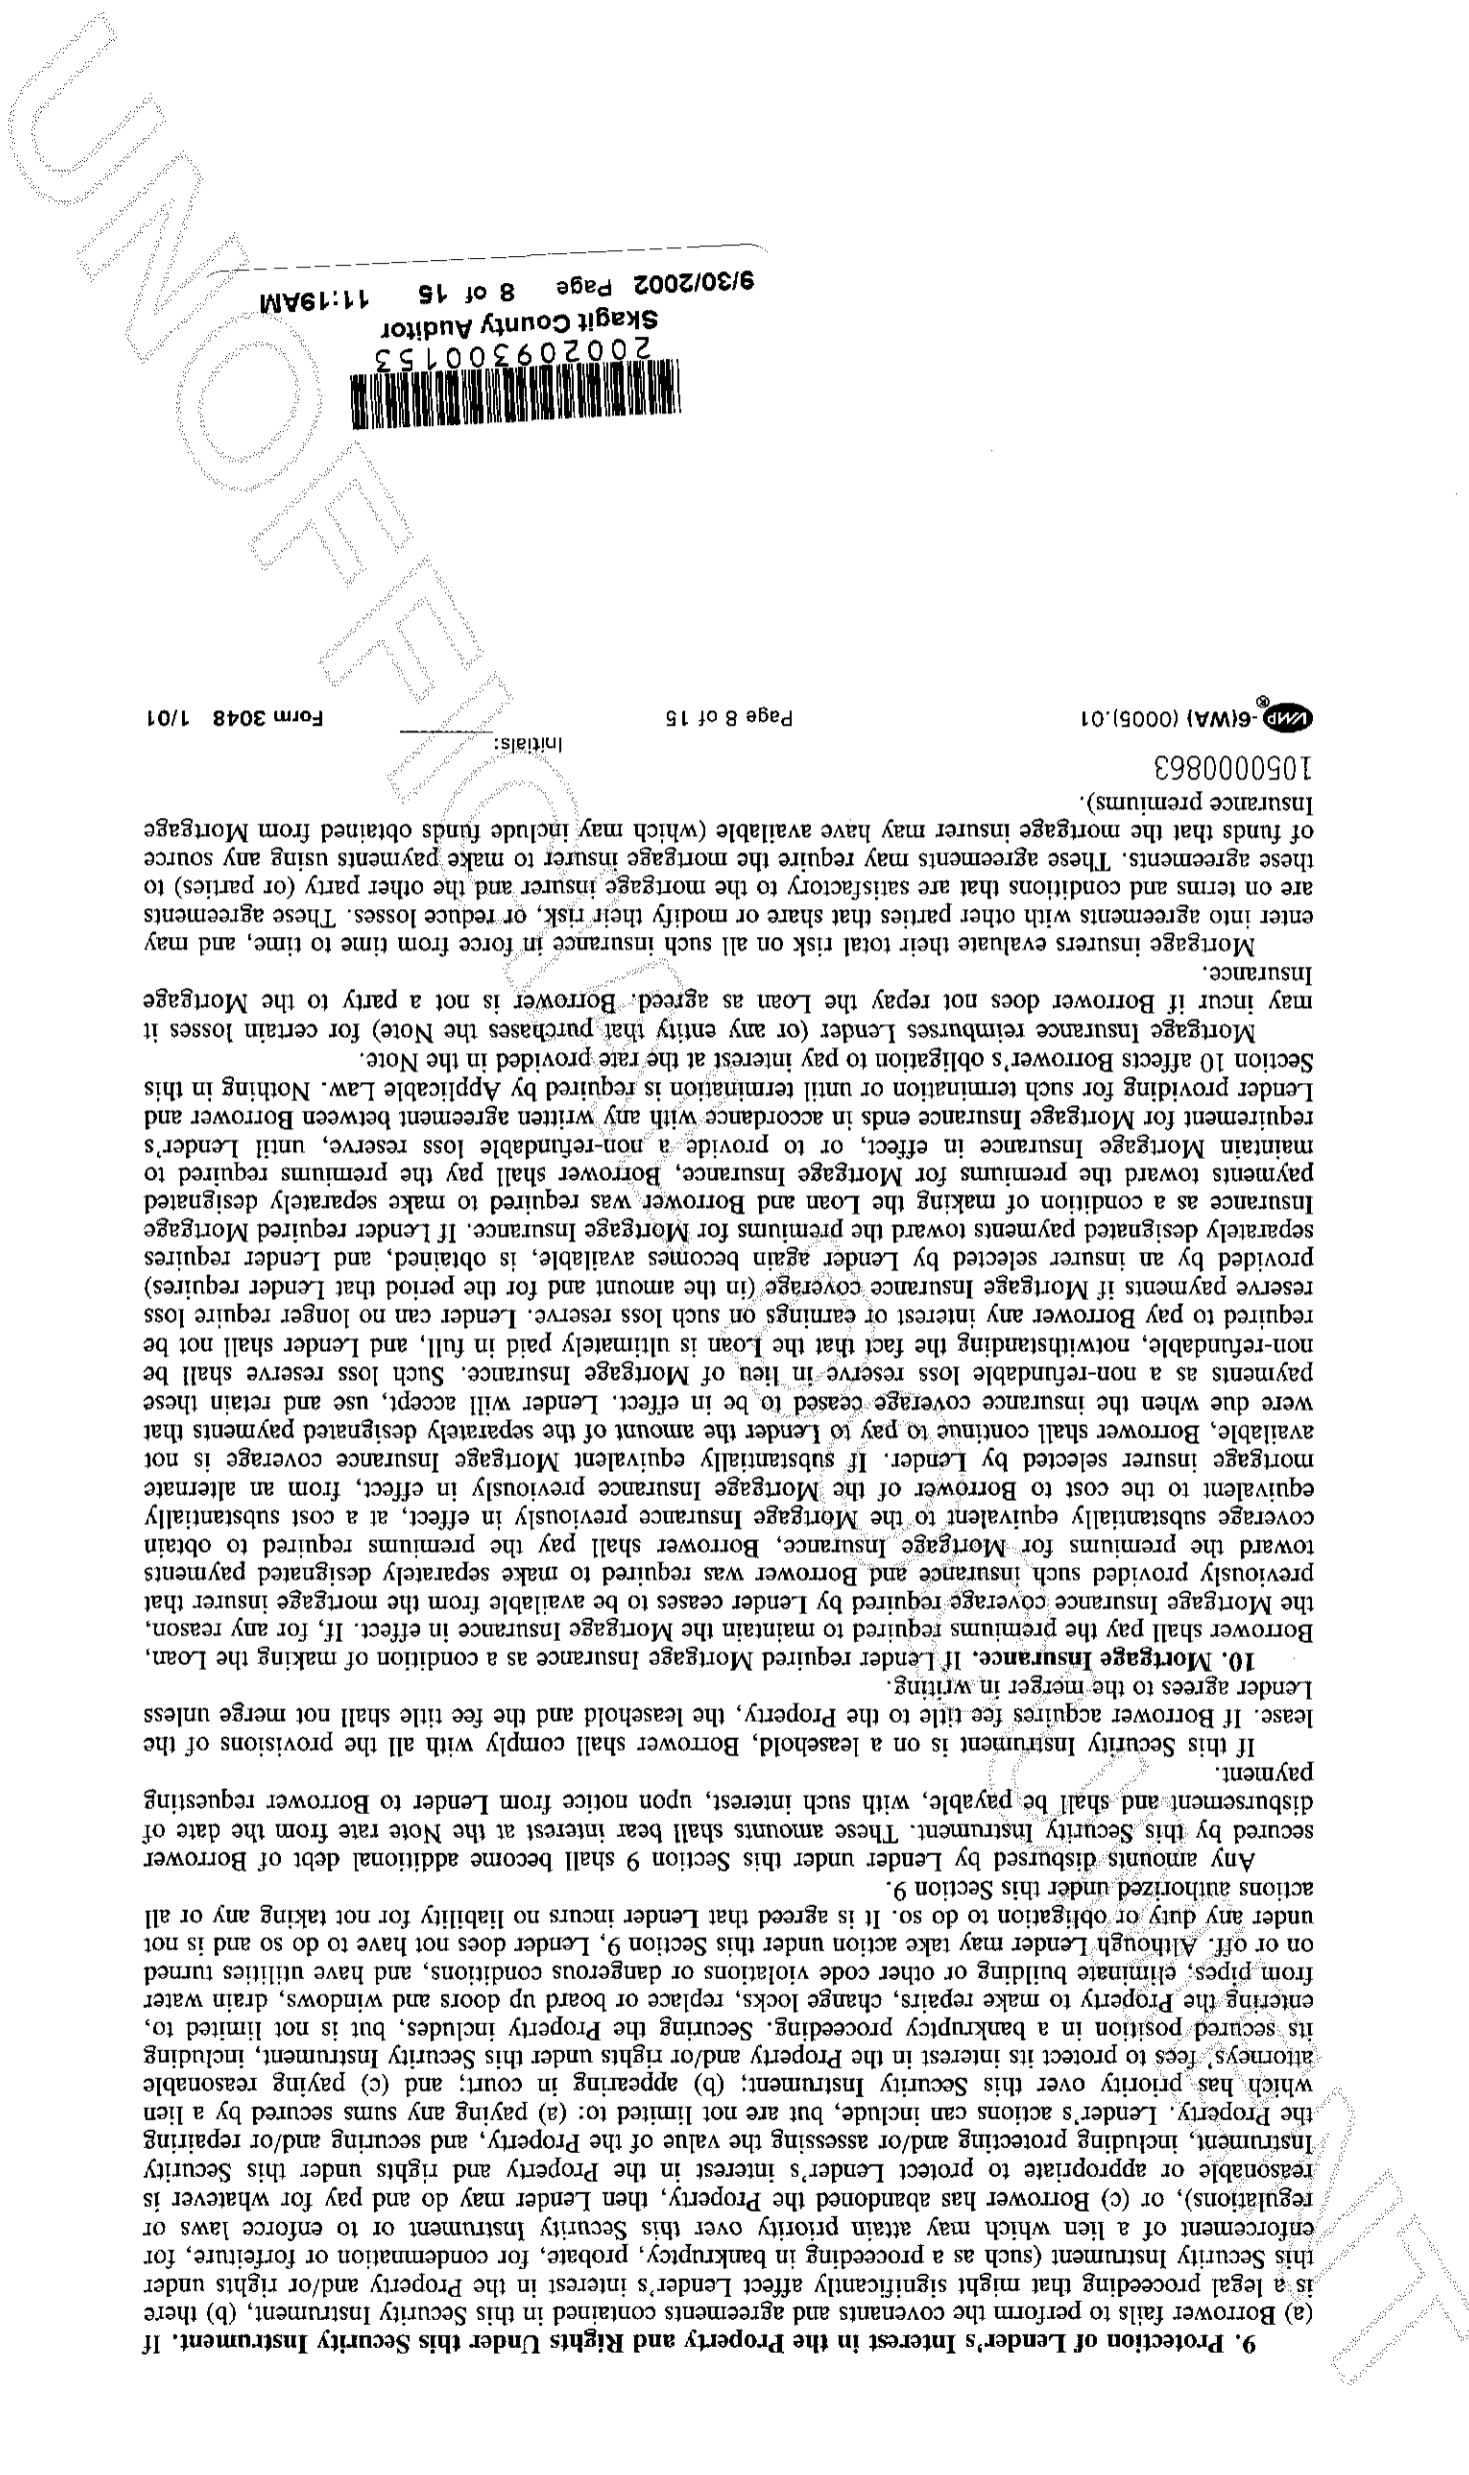 9. Protection of Lender's Interest in the Property and Rights Under this Security Instrument. If
(a) Borrower fails to perform the covenants and agreements contained in this Security Instrument, (b) there
is a legal proceeding that might significantly affect Lender's interest in the Property and/or rights under
this Security Instrument (such as a proceeding in bankruptcy, probate, for condemnation or forfeiture, for
enforcement of a lien which may attain priority over this Security Instrument or to enforce laws or
regulations), or (c) Borrower has abandoned the Property, then Lender may do and pay for whatever is
reasonable or appropriate to protect Lender's interest in the Property and rights under this Security
Instrument, including protecting and/or assessing the value of the Property, and securing and/or repairing
the Property. Lender's actions can include, but are not limited to: (a) paying any sums secured by a lien
which has priority over this Security Instrument; (b) appearing in court; and (c) paying reasonable
attorneys' fees to protect its interest in the Property and/or rights under this Security Instrument, including
its secured position in a bankruptcy proceeding. Securing the Property includes, but is not limited to,
entering the Property to make repairs, change locks, replace or board up doors and windows, drain water
from pipes, eliminate building or other code violations or dangerous conditions, and have utilities turned
on or off. Although Lender may take action under this Section 9, Lender does not have to do so and is not
under any duty or obligation to do so. It is agreed that Lender incurs no liability for not taking any or all
actions authorized under this Section 9.
Any amounts disbursed by Lender under this Section 9 shall become additional debt of Borrower
secured by this Security Instrument. These amounts shall bear interest at the Note rate from the date of
disbursement and shall be payable, with such interest, upon notice from Lender to Borrower requesting
payment.
If this Security Instrument is on a leasehold, Borrower shall comply with all the provisions of the
lease. If Borrower acquires fee title to the Property, the leasehold and the fee title shall not merge unless
Lender agrees to the merger in writing.
10. Mortgage Insurance. If Lender required Mortgage Insurance as a condition of making the Loan,
Borrower shall pay the premiums required to maintain the Mortgage Insurance in effect. If, for any reason,
the Mortgage Insurance coverage required by Lender ceases to be available from the mortgage insurer that
previously provided such insurance and Borrower was required to make separately designated payments
toward the premiums for Mortgage Insurance, Borrower shall pay the premiums required to obtain
coverage substantially equivalent to the Mortgage Insurance previously in effect, at a cost substantially
equivalent to the cost to Borrower of the Mortgage Insurance previously in effect, from an alternate
mortgage insurer selected by Lender. If substantially equivalent Mortgage Insurance coverage is not
available, Borrower shall continue to pay to Lender the amount of the separately designated payments that
were due when the insurance coverage ceased to be in effect. Lender will accept, use and retain these
payments as a non-refundable loss reserve in lieu of Mortgage Insurance. Such loss reserve shall be
non-refundable, notwithstanding the fact that the Loan is ultimately paid in full, and Lender shall not be
required to pay Borrower any interest or earnings on such loss reserve. Lender can no longer require loss
reserve payments if Mortgage Insurance coverage (in the amount and for the period that Lender requires)
provided by an insurer selected by Lender again becomes available, is obtained, and Lender requires
separately designated payments toward the premiums for Mortgage Insurance. If Lender required Mortgage
Insurance as a condition of making the Loan and Borrower was required to make separately designated
payments toward the premiums for Mortgage Insurance, Borrower shall pay the premiums required to
maintain Mortgage Insurance in effect, or to provide a non-refundable loss reserve, until Lender's
requirement for Mortgage Insurance ends in accordance with any written agreement between Borrower and
Lender providing for such termination or until termination is required by Applicable Law. Nothing in this
Section 10 affects Borrower's obligation to pay interest at the rate provided in the Note.
Mortgage Insurance reimburses Lender (or any entity that purchases the Note) for certain losses it
may incur if Borrower does not repay the Loan as agreed. Borrower is not a party to the Mortgage
Insurance.
Mortgage insurers evaluate their total risk on all such insurance in force from time to time, and may
enter into agreements with other parties that share or modify their risk, or reduce losses. These agreements
are on terms and conditions that are satisfactory to the mortgage insurer and the other party (or parties) to
these agreements. These agreements may require the mortgage insurer to make payments using any source
of funds that the mortgage insurer may have available (which may include funds obtained from Mortgage
Insurance premiums).
1050000863
Initials:
VMP®-6(WA) (0005).01 Page 8 of 15 Form 3048 1/01
200209300153
Skagit County Auditor
9/30/2002 Page 8 of 15 11:19AM
UNOFFICIAL DOCUMENT